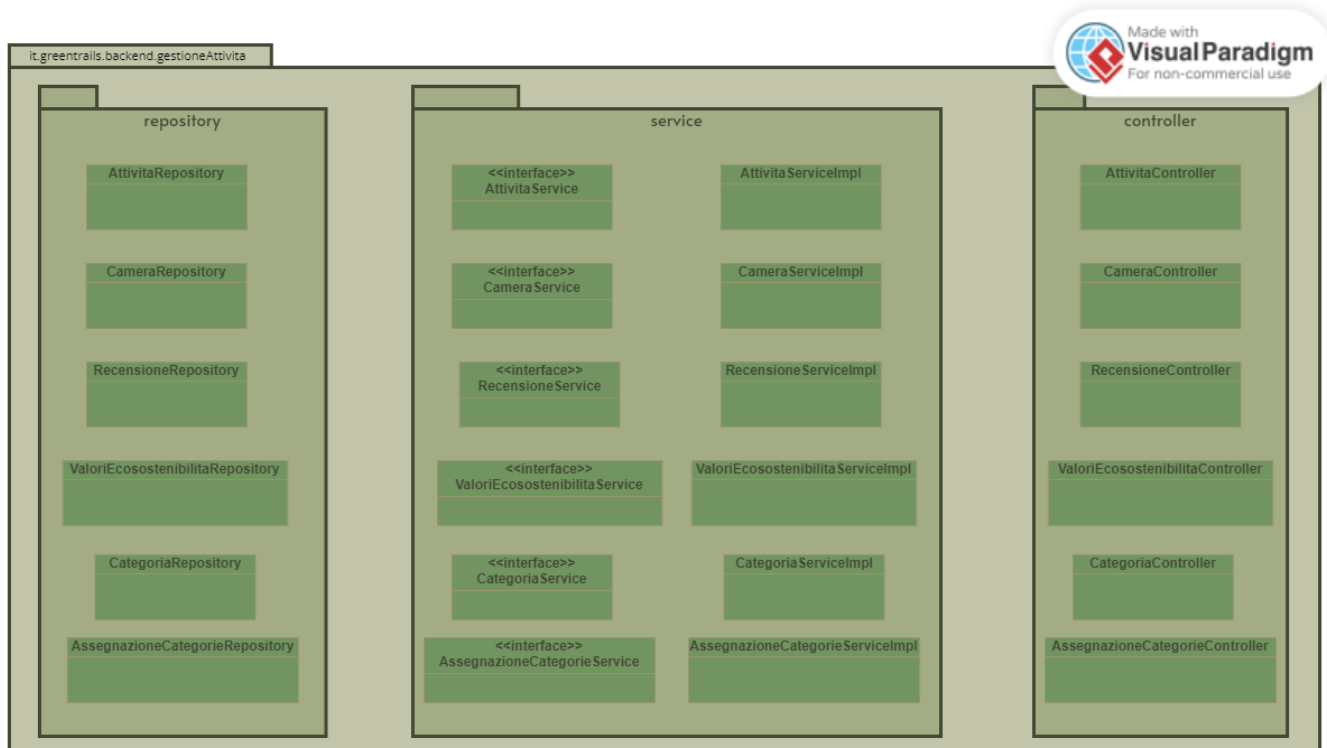 Made with
Visual Paradigm
For non-commercial use
it.greentrails.backend.gestioneAttivita
repository
service
controller
AttivitaRepository
<<interface>>
AttivitaService
AttivitaServiceImpl
AttivitaController
CameraRepository
<<interface>>
CameraService
CameraServiceImpl
CameraController
RecensioneRepository
<<interface>>
RecensioneService
RecensioneServiceImpl
RecensioneController
ValoriEcosostenibilitaRepository
<<interface>>
ValoriEcosostenibilitaService
ValoriEcosostenibilitaServiceImpl
ValoriEcosostenibilitaController
CategoriaRepository
<<interface>>
CategoriaService
CategoriaServiceImpl
CategoriaController
AssegnazioneCategorieRepository
<<interface>>
AssegnazioneCategorieService
AssegnazioneCategorieServiceImpl
AssegnazioneCategorieController